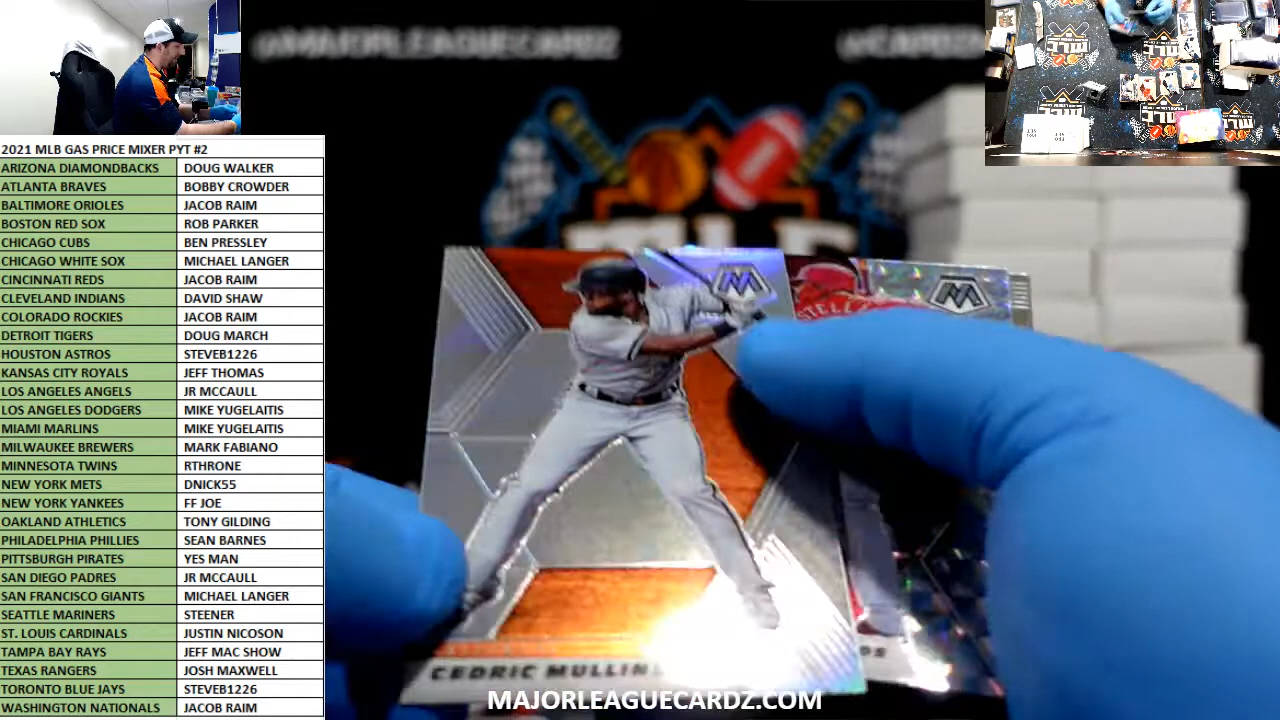 @MAJORLEAGUECARDZ
2021 MLB GAS PRICE MIXER PYT #2
ARIZONA DIAMONDBACKS DOUG WALKER
ATLANTA BRAVES BOBBY CROWDER
BALTIMORE ORIOLES JACOB RAIM
BOSTON RED SOX ROB PARKER
CHICAGO CUBS BEN PRESSLEY
CHICAGO WHITE SOX MICHAEL LANGER
CINCINNATI REDS JACOB RAIM
CLEVELAND INDIANS DAVID SHAW
COLORADO ROCKIES JACOB RAIM
DETROIT TIGERS DOUG MARCH
HOUSTON ASTROS STEVEB1226
KANSAS CITY ROYALS JEFF THOMAS
LOS ANGELES ANGELS JR MCCAULL
LOS ANGELES DODGERS MIKE YUGELAITIS
MIAMI MARLINS MIKE YUGELAITIS
MILWAUKEE BREWERS MARK FABIANO
MINNESOTA TWINS RTHRONE
NEW YORK METS DNICK55
NEW YORK YANKEES FF JOE
OAKLAND ATHLETICS TONY GILDING
PHILADELPHIA PHILLIES SEAN BARNES
PITTSBURGH PIRATES YES MAN
SAN DIEGO PADRES JR MCCAULL
SAN FRANCISCO GIANTS MICHAEL LANGER
SEATTLE MARINERS STEENER
ST. LOUIS CARDINALS JUSTIN NICOSON
TAMPA BAY RAYS JEFF MAC SHOW
TEXAS RANGERS JOSH MAXWELL
TORONTO BLUE JAYS STEVEB1226
WASHINGTON NATIONALS JACOB RAIM
MLC
CEDRIC MULLIN
MAJORLEAGUECARDZ.COM